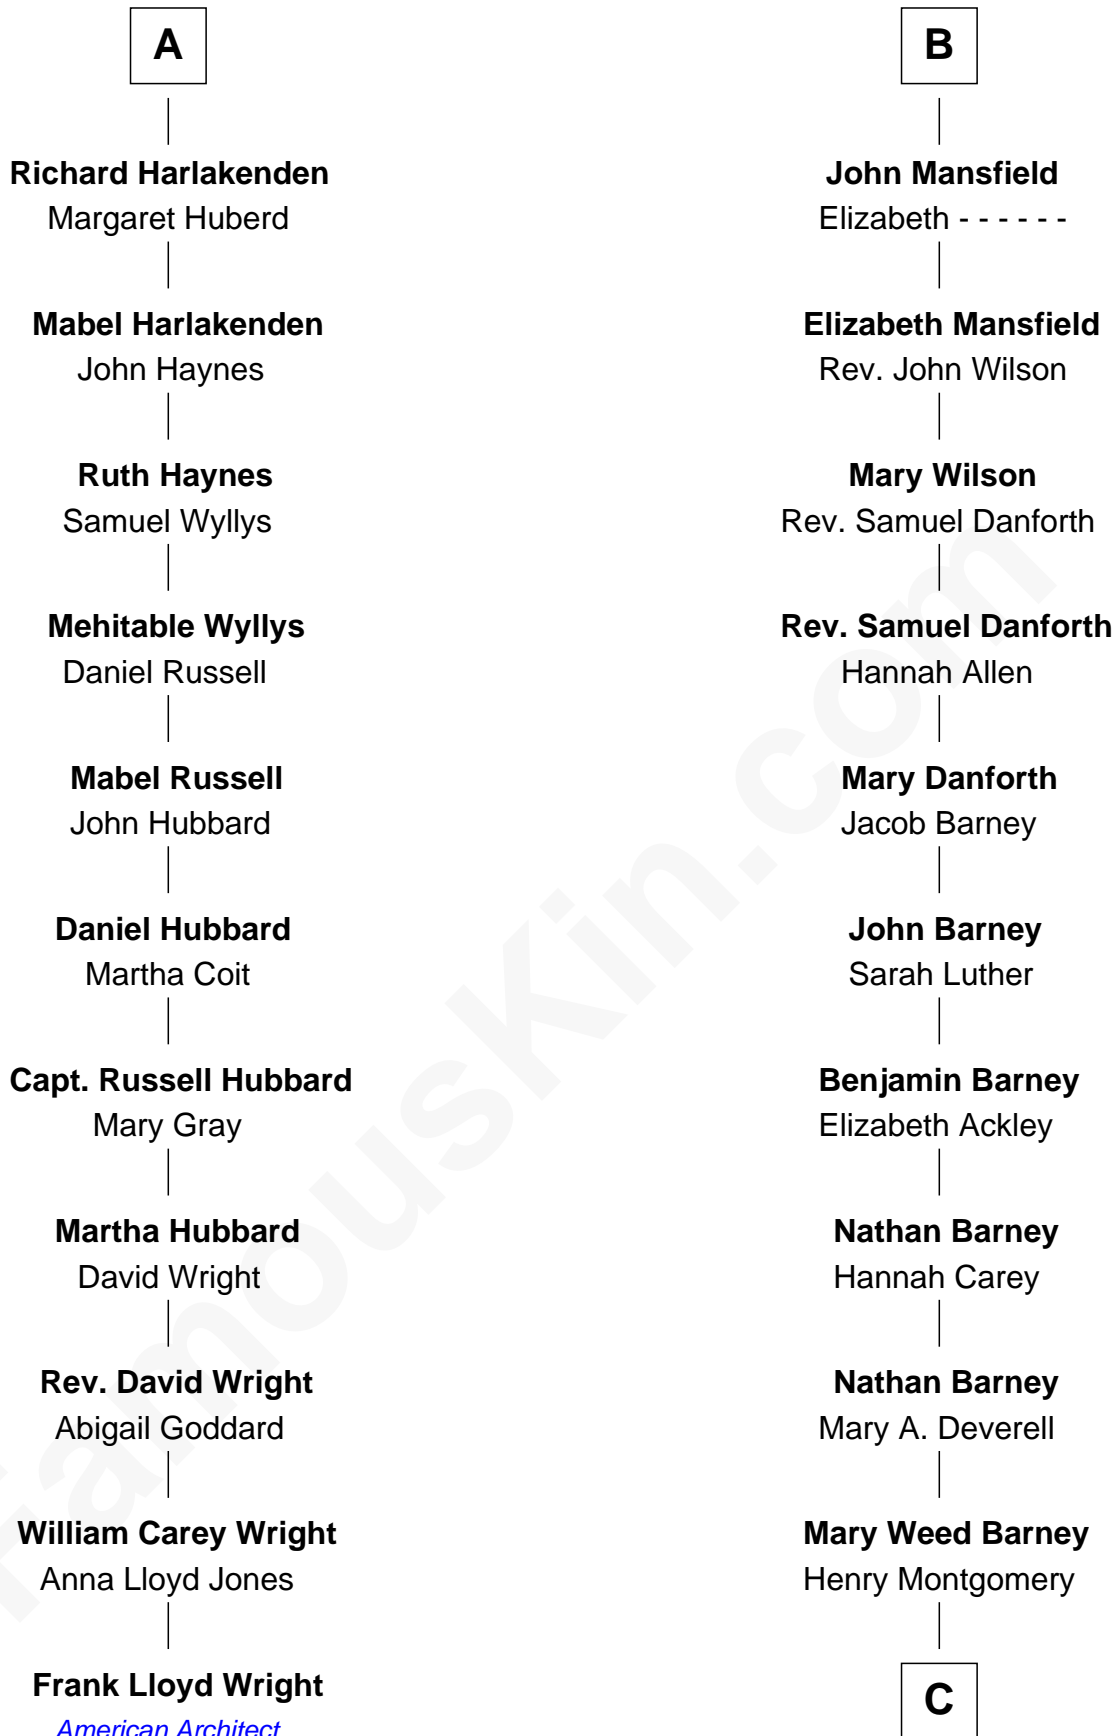 A
Richard Harlakenden
Margaret Huberd
Mabel Harlakenden
John Haynes
Ruth Haynes
Samuel Wyllys
Mehitable Wyllys
Daniel Russell
Mabel Russell
John Hubbard
Daniel Hubbard
Martha Coit
Capt. Russell Hubbard
Mary Gray
Martha Hubbard
David Wright
Rev. David Wright
Abigail Goddard
William Carey Wright
Anna Lloyd Jones
Frank Lloyd Wright
American Architect
B
John Mansfield
Elizabeth - - - - - -
Elizabeth Mansfield
Rev. John Wilson
Mary Wilson
Rev. Samuel Danforth
Rev. Samuel Danforth
Hannah Allen
Mary Danforth
Jacob Barney
John Barney
Sarah Luther
Benjamin Barney
Elizabeth Ackley
Nathan Barney
Hannah Carey
Nathan Barney
Mary A. Deverell
Mary Weed Barney
Henry Montgomery
C
FamousKin.com